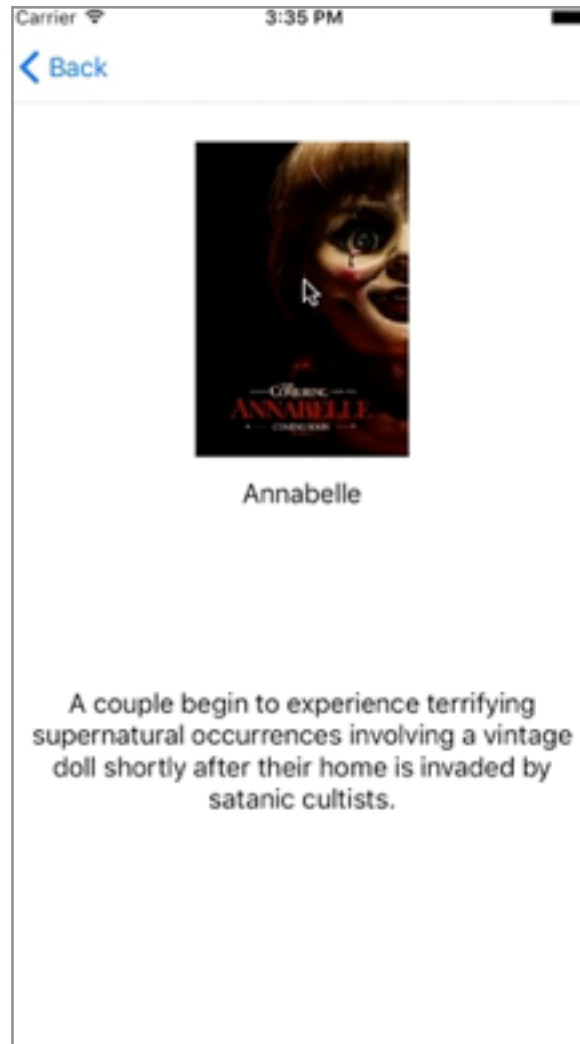 Carrier
3:35 PM
Back
THE
CONJURING
ANNABELLE
COMING SOON
Annabelle
A couple begin to experience terrifying
supernatural occurrences involving a vintage
doll shortly after their home is invaded by
satanic cultists.